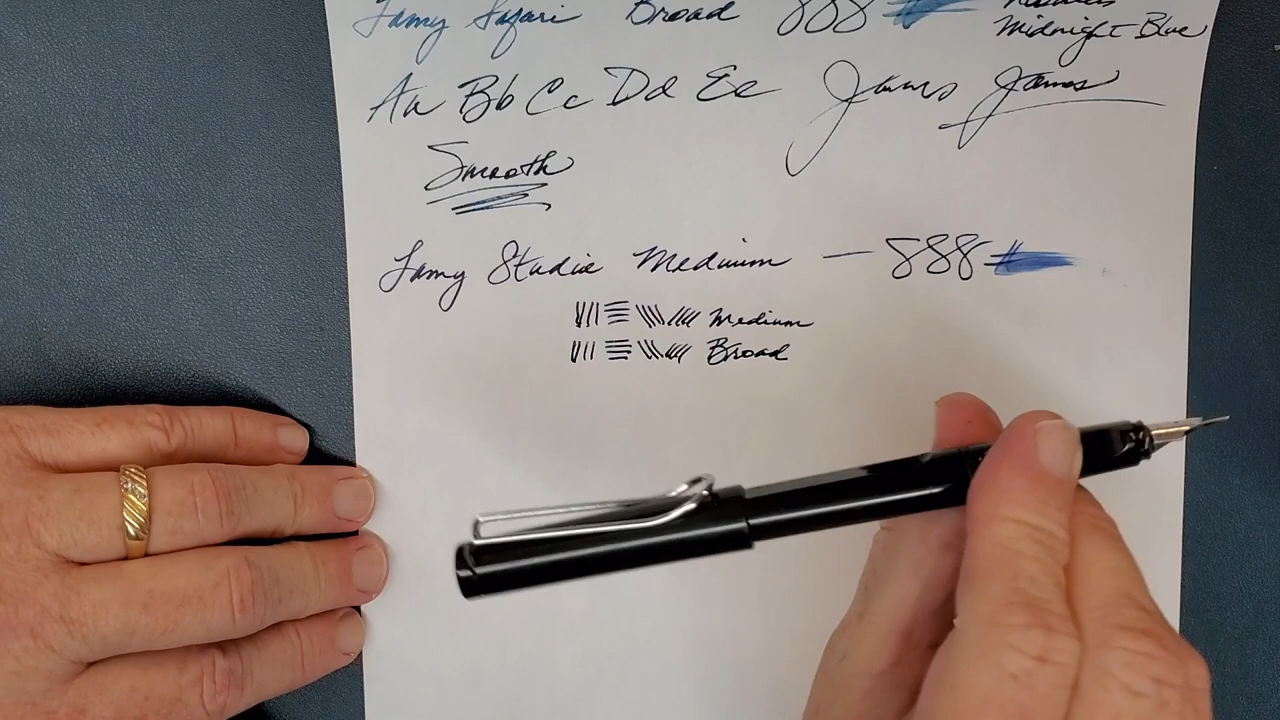 Lamy Safari Broad 888
Midnight Blue
Aa Bb Cc Dd Ee James James
Smooth
Lamy Studio Medium — 888
Medium
Broad